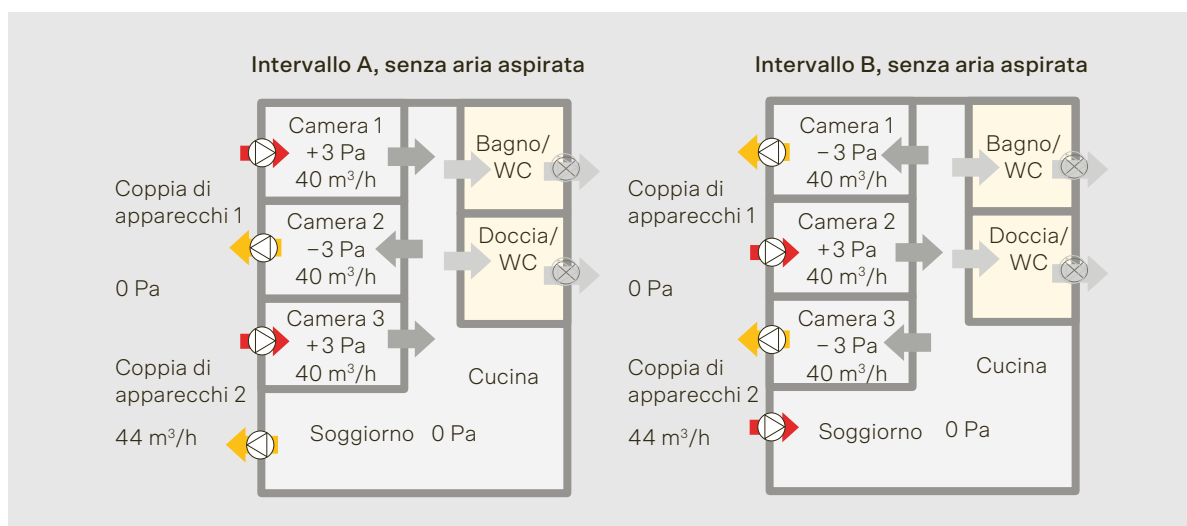 Intervallo A, senza aria aspirata
Camera 1
+3 Pa
40 m³/h
Bagno/
WC
Coppia di
apparecchi 1
Camera 2
–3 Pa
40 m³/h
Doccia/
WC
0 Pa
Camera 3
+3 Pa
40 m³/h
Coppia di
apparecchi 2
Cucina
44 m³/h
Soggiorno 0 Pa
Intervallo B, senza aria aspirata
Camera 1
–3 Pa
40 m³/h
Bagno/
WC
Coppia di
apparecchi 1
Camera 2
+3 Pa
40 m³/h
Doccia/
WC
0 Pa
Camera 3
–3 Pa
40 m³/h
Coppia di
apparecchi 2
Cucina
44 m³/h
Soggiorno 0 Pa